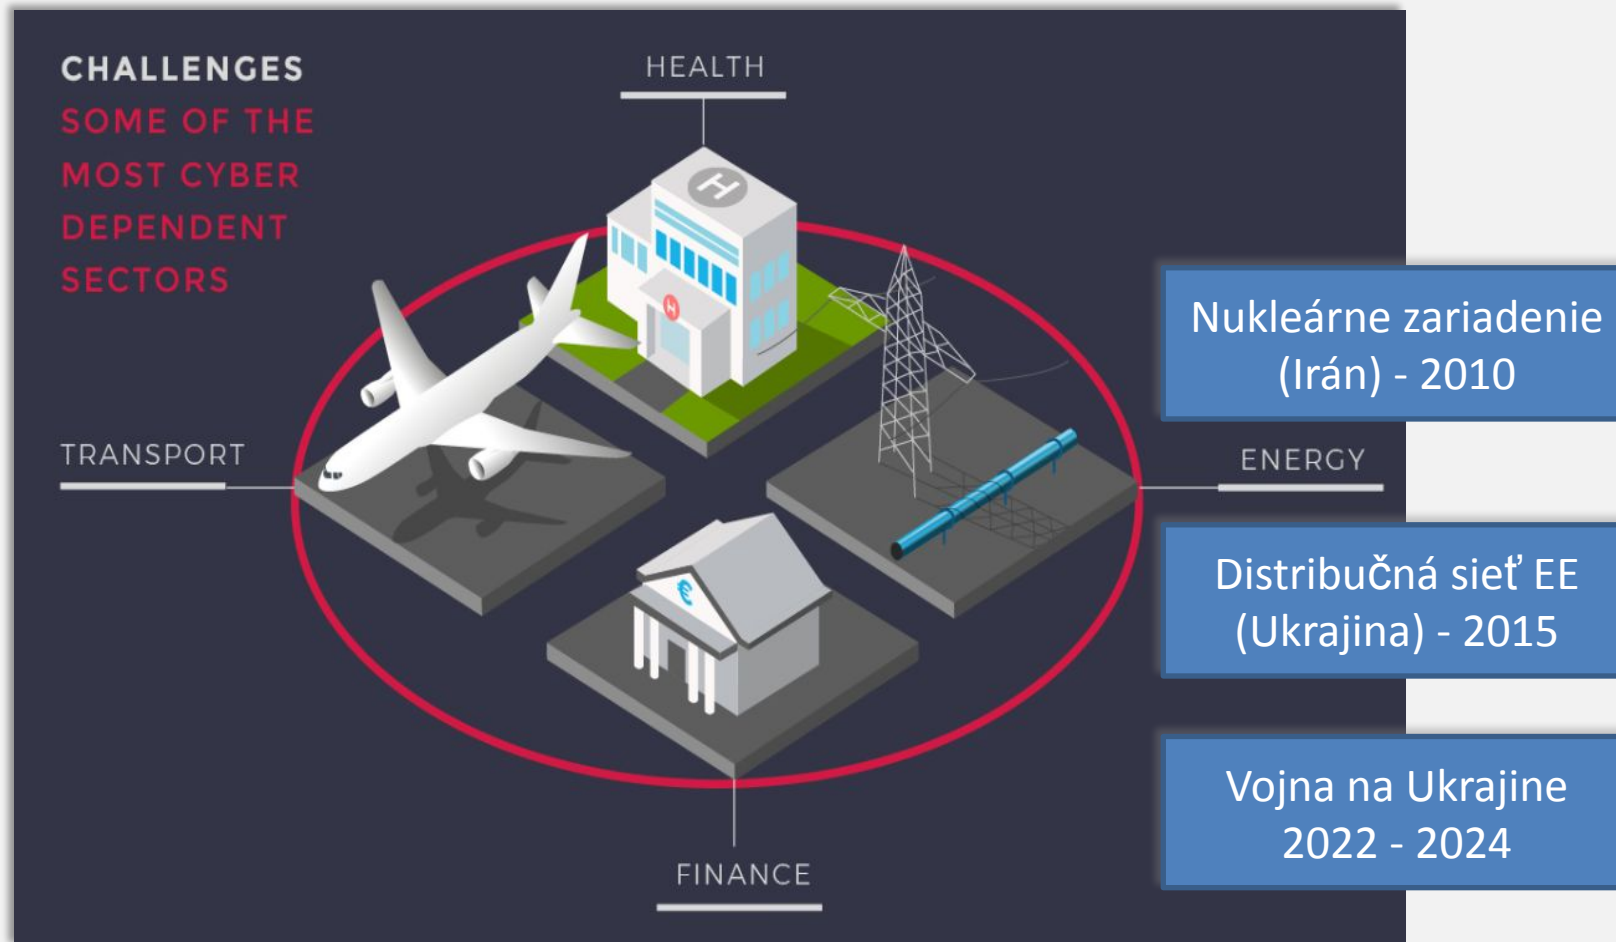 CHALLENGES
SOME OF THE
MOST CYBER
DEPENDENT
SECTORS
HEALTH
H
H
TRANSPORT
ENERGY
€
FINANCE
Nukleárne zariadenie
(Irán) - 2010
Distribučná sieť EE
(Ukrajina) - 2015
Vojna na Ukrajine
2022 - 2024